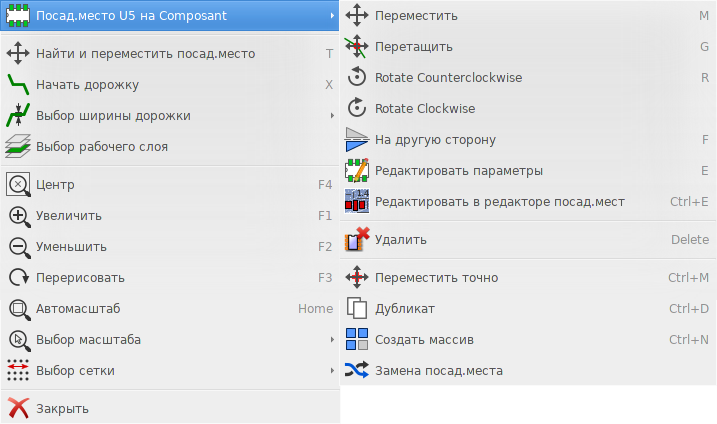 Посад.место U5 на Composant
Найти и переместить посад.место T
Начать дорожку X
Выбор ширины дорожки
Выбор рабочего слоя
Центр F4
Увеличить F1
Уменьшить F2
Перерисовать F3
Автомасштаб Home
Выбор масштаба
Выбор сетки
Закрыть
Переместить M
Перетащить G
Rotate Counterclockwise R
Rotate Clockwise
На другую сторону F
Редактировать параметры E
Редактировать в редакторе посад.мест Ctrl+E
Удалить Delete
Переместить точно Ctrl+M
Дубликат Ctrl+D
Создать массив Ctrl+N
Замена посад.места